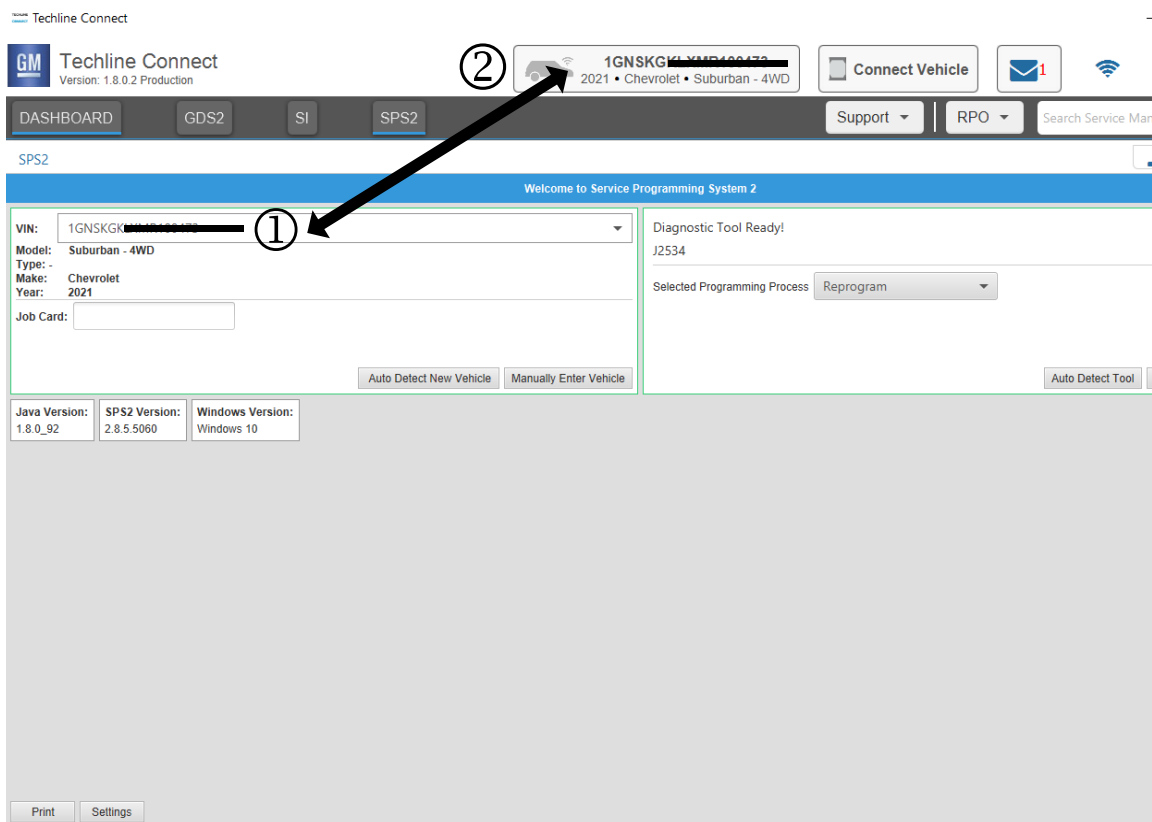 Techline Connect
GM
Techline Connect
Version: 1.8.0.2 Production
②
1GNSKG
2021 • Chevrolet • Suburban - 4WD
Connect Vehicle
1
DASHBOARD GDS2 SI SPS2
Support RPO Search Service Man
SPS2
Welcome to Service Programming System 2
VIN: 1GNSKGK ①
Model: Suburban - 4WD
Type: -
Make: Chevrolet
Year: 2021
Job Card:
Auto Detect New Vehicle Manually Enter Vehicle
Diagnostic Tool Ready!
J2534
Selected Programming Process Reprogram
Auto Detect Tool
Java Version: SPS2 Version: Windows Version:
1.8.0_92 2.8.5.5060 Windows 10
Print Settings